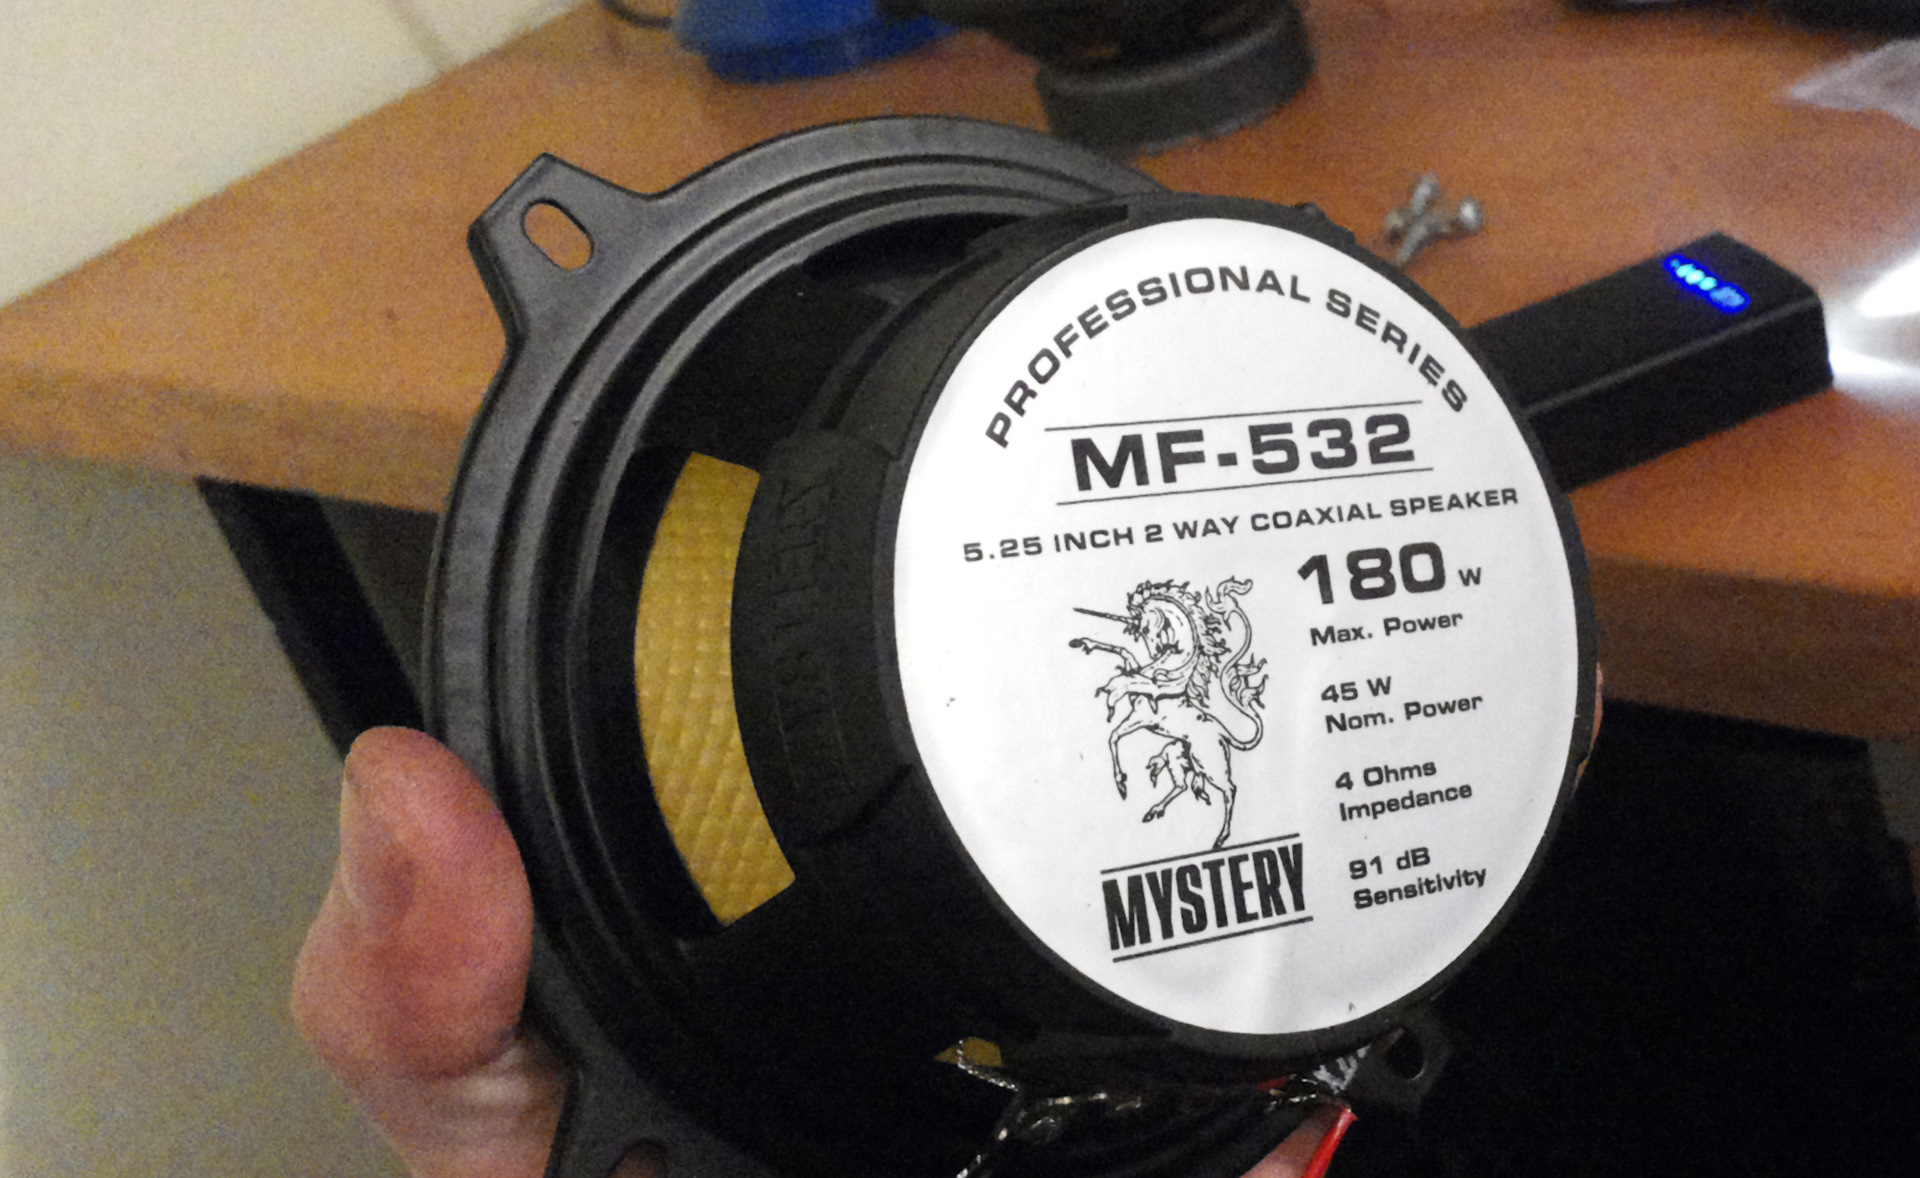 PROFESSIONAL SERIES
MF-532
5.25 INCH 2 WAY COAXIAL SPEAKER
180 W
Max. Power
45 W
Nom. Power
4 Ohms
Impedance
91 dB
Sensitivity
MYSTERY